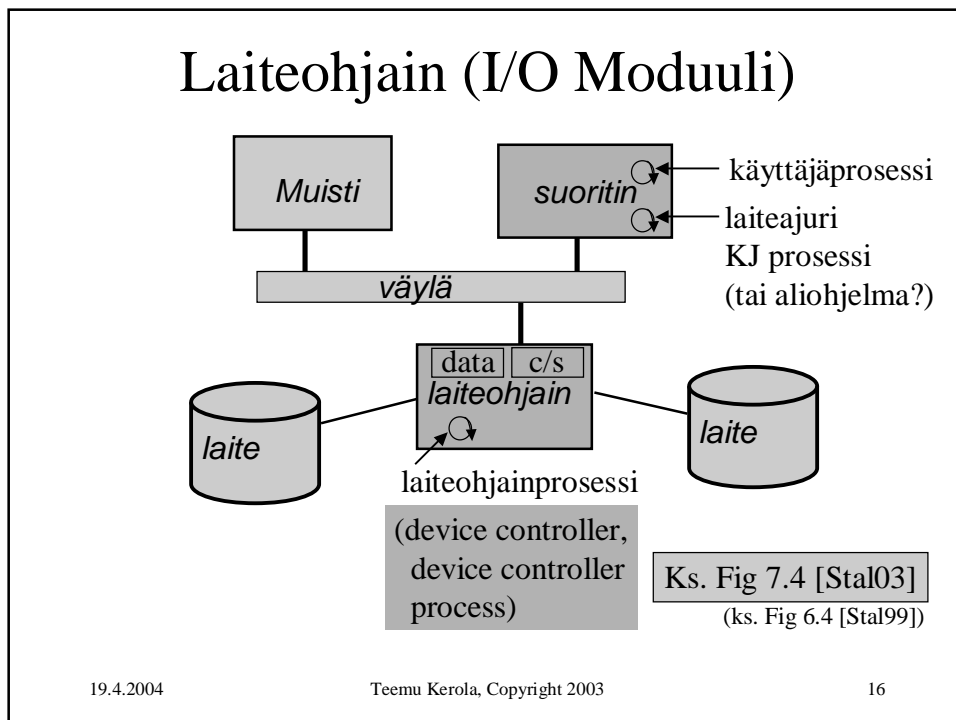 Laiteohjain (I/O Moduuli)
Muisti
suoritin
käyttäjäprosessi
laiteajuri
KJ prosessi
(tai aliohjelma?)
väylä
data
c/s
laiteohjain
laite
laite
laiteohjainprosessi
(device controller,
device controller
process)
Ks. Fig 7.4 [Stal03]
(ks. Fig 6.4 [Stal99])
19.4.2004
Teemu Kerola, Copyright 2003
16